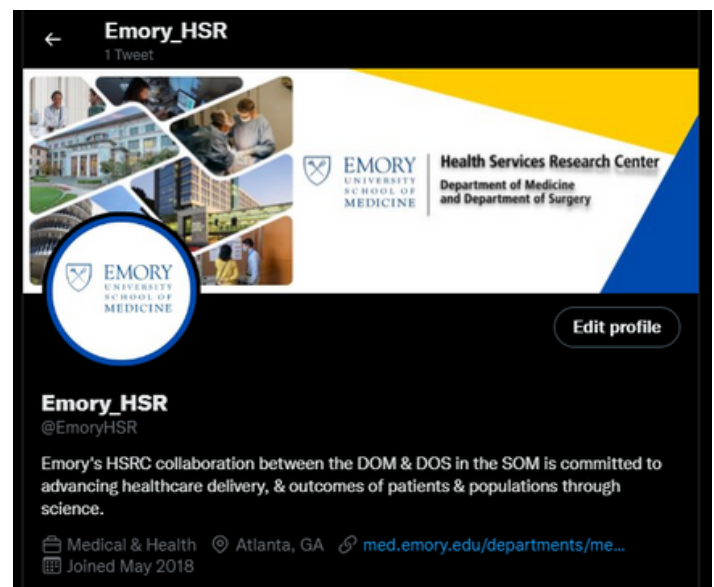 Emory_HSR
1 Tweet
EMORY
UNIVERSITY
SCHOOL OF
MEDICINE
Health Services Research Center
Department of Medicine
and Department of Surgery
EMORY
UNIVERSITY
SCHOOL OF
MEDICINE
Edit profile
Emory_HSR
@EmoryHSR
Emory's HSRC collaboration between the DOM & DOS in the SOM is committed to
advancing healthcare delivery, & outcomes of patients & populations through
science.
Medical & Health Atlanta, GA med.emory.edu/departments/me...
Joined May 2018